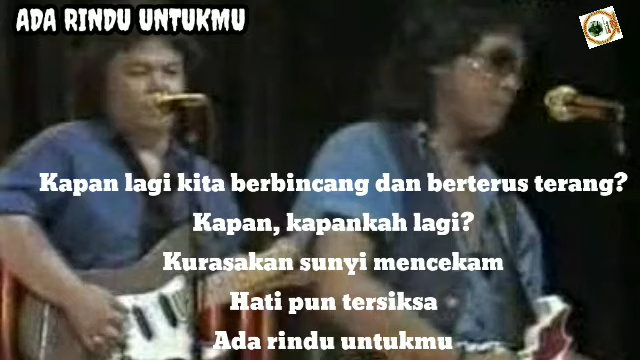 ADA RINDU UNTUKMU
Kapan lagi kita berbincang dan berterus terang?
Kapan, kapankah lagi?
Kurasakan sunyi mencekam
Hati pun tersiksa
Ada rindu untukmu